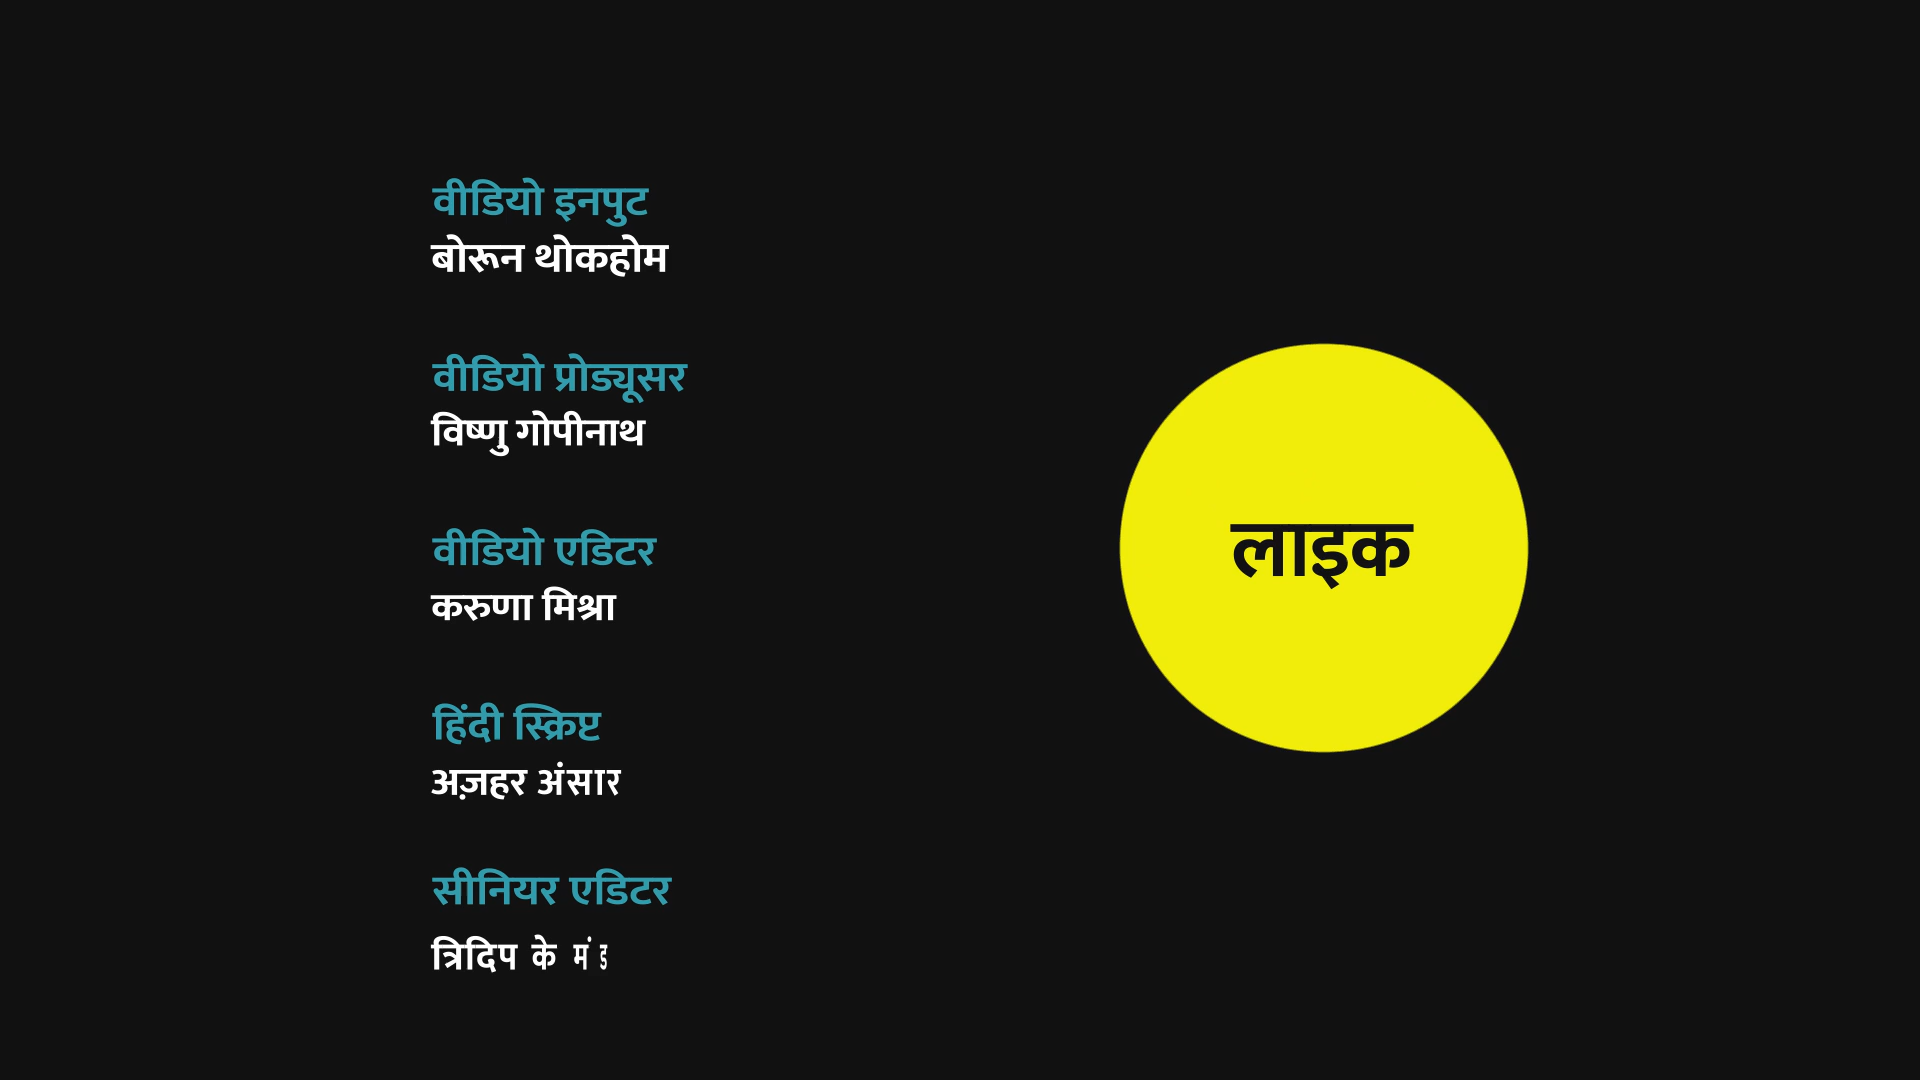 वीडियो इनपुट
बोरून थोकहोम
वीडियो प्रोड्यूसर
विष्णु गोपीनाथ
वीडियो एडिटर
करुणा मिश्रा
हिंदी स्क्रिप्ट
अज़हर अंसार
सीनियर एडिटर
त्रिदिप के मंड
लाइक